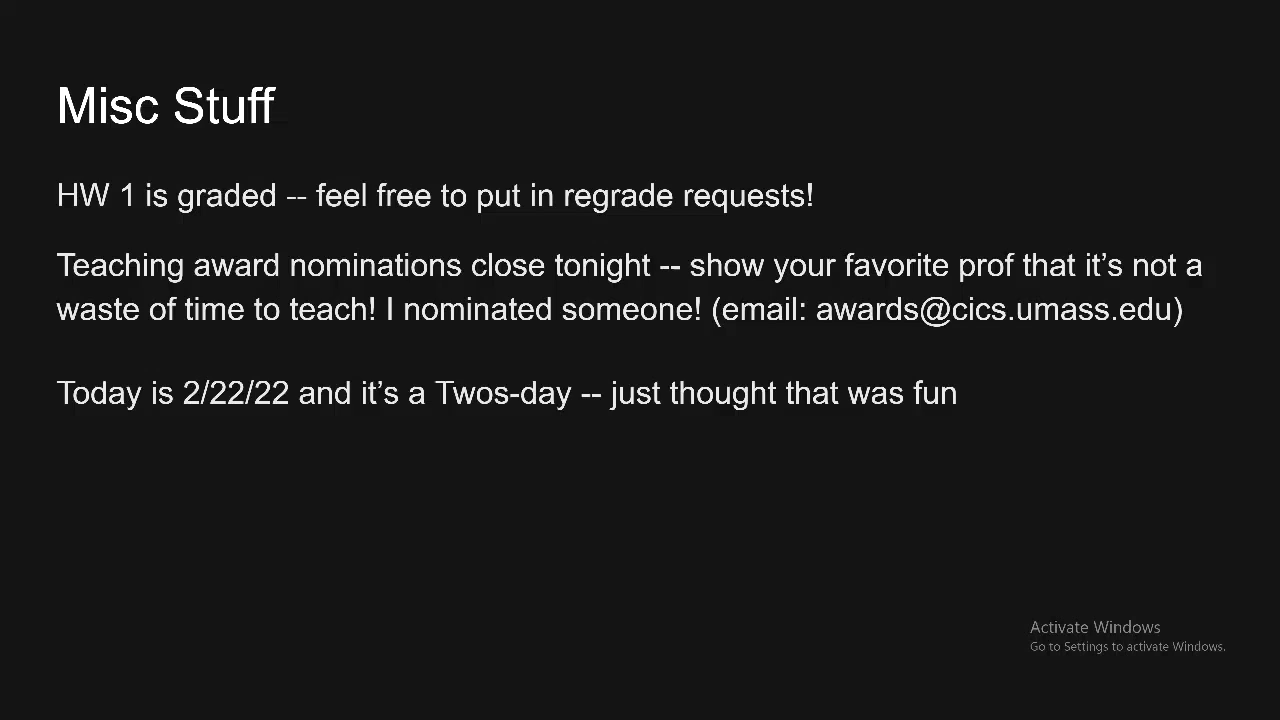 Misc Stuff
HW 1 is graded -- feel free to put in regrade requests!
Teaching award nominations close tonight -- show your favorite prof that it’s not a
waste of time to teach! I nominated someone! (email: awards@cics.umass.edu)
Today is 2/22/22 and it’s a Twos-day -- just thought that was fun
Activate Windows
Go to Settings to activate Windows.